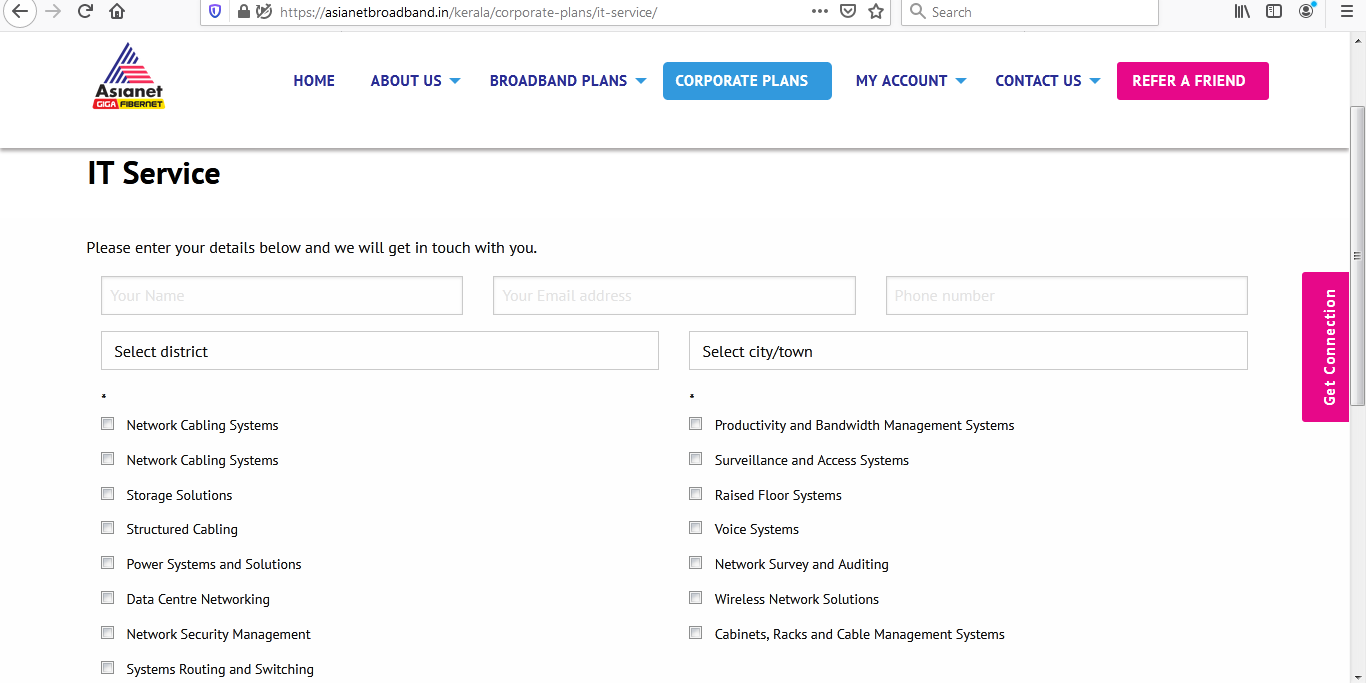 https://asianetbroadband.in/kerala/corporate-plans/it-service/
Search
Asianet
GIGA FIBERNET
HOME
ABOUT US
BROADBAND PLANS
CORPORATE PLANS
MY ACCOUNT
CONTACT US
REFER A FRIEND
IT Service
Please enter your details below and we will get in touch with you.
Your Name
Your Email address
Phone number
Select district
Select city/town
*
*
Network Cabling Systems
Productivity and Bandwidth Management Systems
Network Cabling Systems
Surveillance and Access Systems
Storage Solutions
Raised Floor Systems
Structured Cabling
Voice Systems
Power Systems and Solutions
Network Survey and Auditing
Data Centre Networking
Wireless Network Solutions
Network Security Management
Cabinets, Racks and Cable Management Systems
Systems Routing and Switching
Get Connection